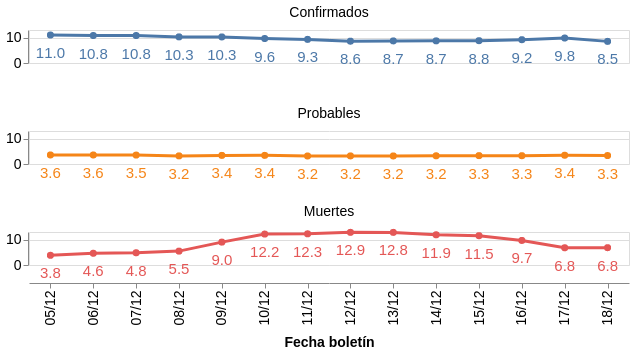 Confirmados
10
0
11.0 10.8 10.8 10.3 10.3 9.6 9.3 8.6 8.7 8.7 8.8 9.2 9.8 8.5
Probables
10
0
3.6 3.6 3.5 3.2 3.4 3.4 3.2 3.2 3.2 3.2 3.3 3.3 3.4 3.3
Muertes
10
0
3.8 4.6 4.8 5.5 9.0 12.2 12.3 12.9 12.8 11.9 11.5 9.7 6.8 6.8
05/12 06/12 07/12 08/12 09/12 10/12 11/12 12/12 13/12 14/12 15/12 16/12 17/12 18/12
Fecha boletín